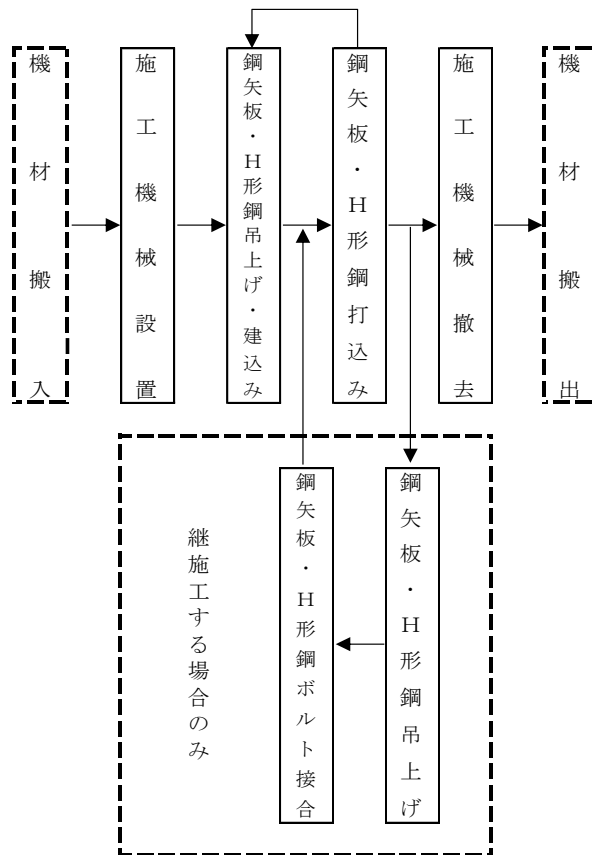 機材搬入
施工機械設置
鋼矢板・H形鋼吊上げ・建込み
鋼矢板・H形鋼打込み
施工機械撤去
機材搬出
継施工する場合のみ
鋼矢板・H形鋼ボルト接合
鋼矢板・H形鋼吊上げ